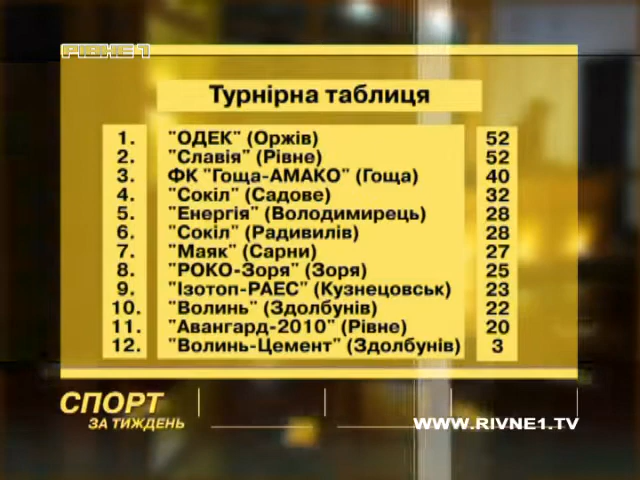 РІВНЕ 1
Турнірна таблиця
1. "ОДЕК" (Оржів) 52
2. "Славія" (Рівне) 52
3. ФК "Гоща-АМАКО" (Гоща) 40
4. "Сокіл" (Садове) 32
5. "Енергія" (Володимирець) 28
6. "Сокіл" (Радивилів) 28
7. "Маяк" (Сарни) 27
8. "РОКО-Зоря" (Зоря) 25
9. "Ізотоп-РАЕС" (Кузнецовськ) 23
10. "Волинь" (Здолбунів) 22
11. "Авангард-2010" (Рівне) 20
12. "Волинь-Цемент" (Здолбунів) 3
СПОРТ
ЗА ТИЖДЕНЬ
WWW.RIVNE1.TV